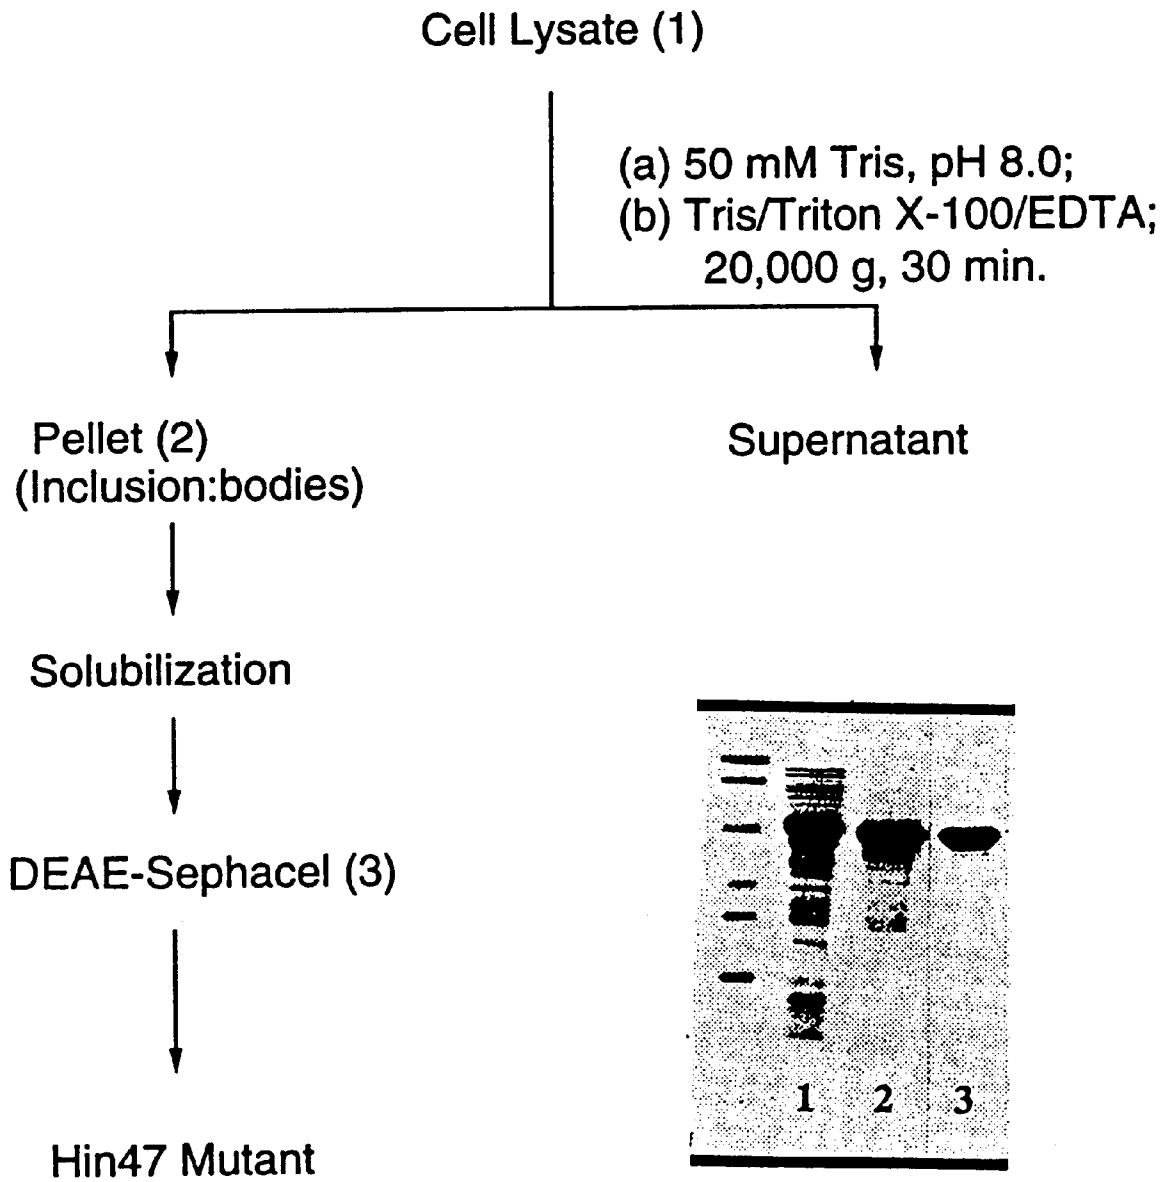 Cell Lysate (1)
(a) 50 mM Tris, pH 8.0;
(b) Tris/Triton X-100/EDTA;
20,000 g, 30 min.
Pellet (2)
(Inclusion:bodies)
Supernatant
Solubilization
DEAE-Sephacel (3)
Hin47 Mutant
1 2 3